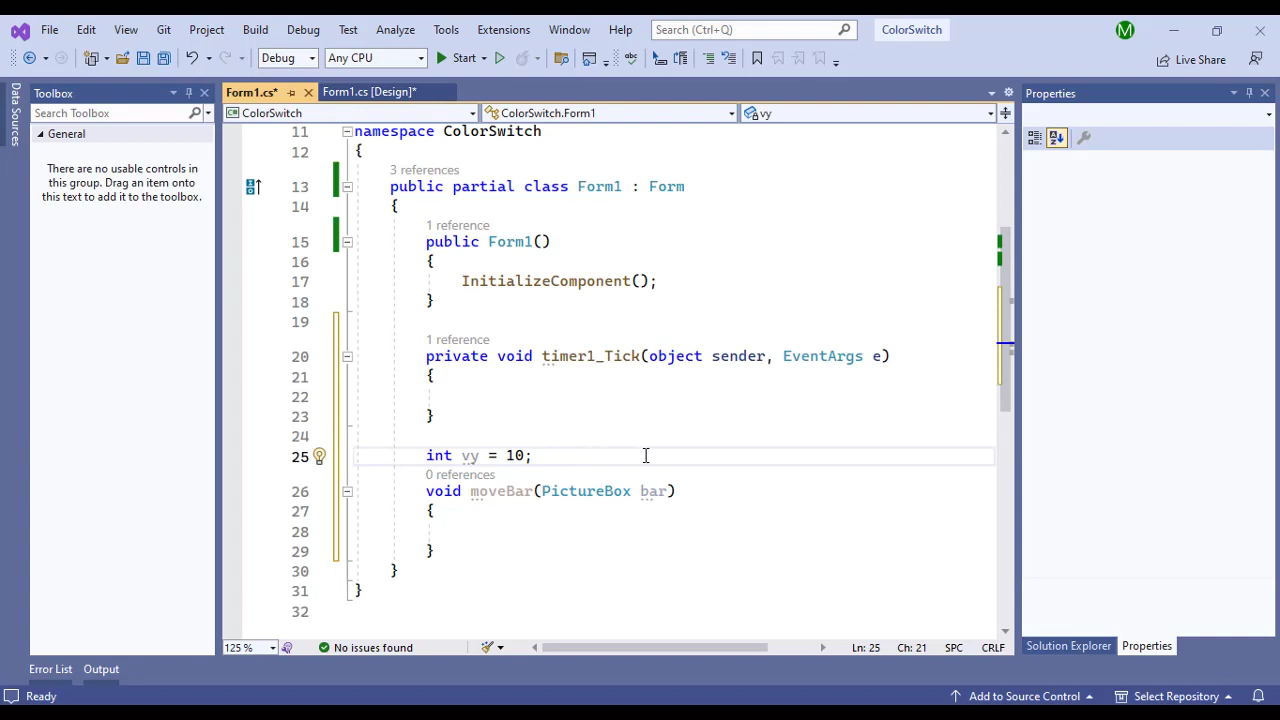 File Edit View Git Project Build Debug Test Analyze Tools Extensions Window Help Search (Ctrl+Q) ColorSwitch M
Debug Any CPU Start Live Share
Data Sources
Toolbox
Search Toolbox
General
There are no usable controls in
this group. Drag an item onto
this text to add it to the toolbox.
Form1.cs* Form1.cs [Design]*
ColorSwitch ColorSwitch.Form1 vy
11 namespace ColorSwitch
12 {
3 references
13 public partial class Form1 : Form
14 {
1 reference
15 public Form1()
16 {
17 InitializeComponent();
18 }
19
1 reference
20 private void timer1_Tick(object sender, EventArgs e)
21 {
22
23 }
24
25 int vy = 10;
0 references
26 void moveBar(PictureBox bar)
27 {
28
29 }
30 }
31 }
32
125 % No issues found Ln: 25 Ch: 21 SPC CRLF
Properties
Solution Explorer Properties
Error List Output
Ready Add to Source Control Select Repository